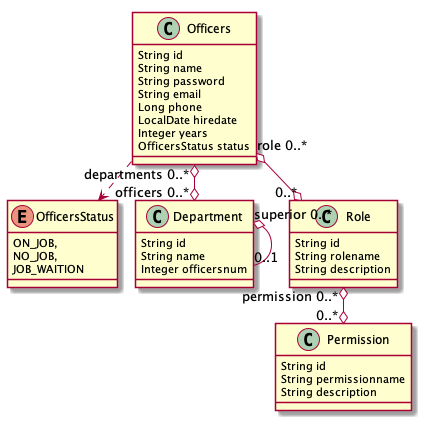 C Officers
String id
String name
String password
String email
Long phone
LocalDate hiredate
Integer years
OfficersStatus status
role 0..*
departments 0..*
officers 0..*
0..*
E OfficersStatus
ON_JOB,
NO_JOB,
JOB_WAITION
C Department
String id
String name
Integer officersnum
superior 0..
0..1
C Role
String id
String rolename
String description
permission 0..*
0..*
C Permission
String id
String permissionname
String description